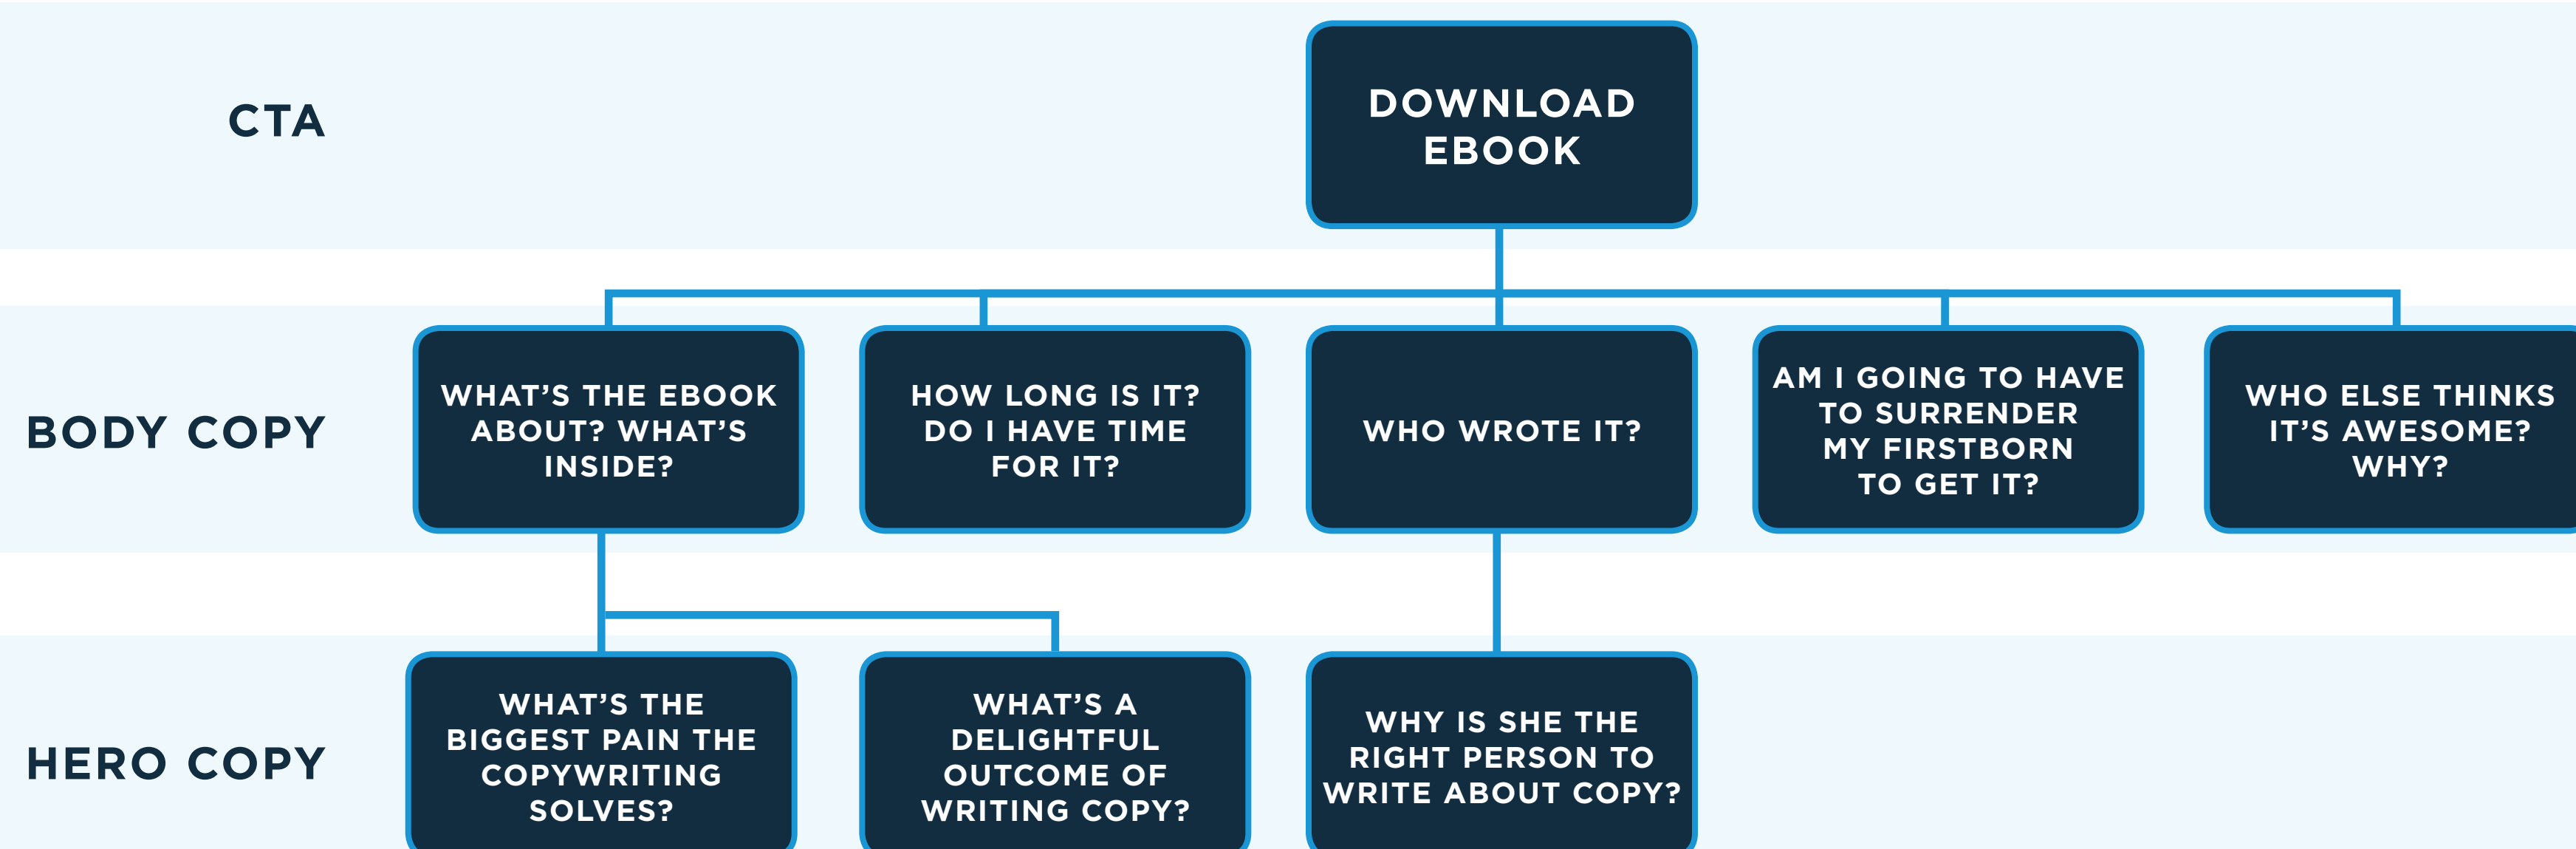 CTA
DOWNLOAD
EBOOK
BODY COPY
WHAT’S THE EBOOK
ABOUT? WHAT’S
INSIDE?
HOW LONG IS IT?
DO I HAVE TIME
FOR IT?
WHO WROTE IT?
AM I GOING TO HAVE
TO SURRENDER
MY FIRSTBORN
TO GET IT?
WHO ELSE THINKS
IT’S AWESOME?
WHY?
HERO COPY
WHAT’S THE
BIGGEST PAIN THE
COPYWRITING
SOLVES?
WHAT’S A
DELIGHTFUL
OUTCOME OF
WRITING COPY?
WHY IS SHE THE
RIGHT PERSON TO
WRITE ABOUT COPY?